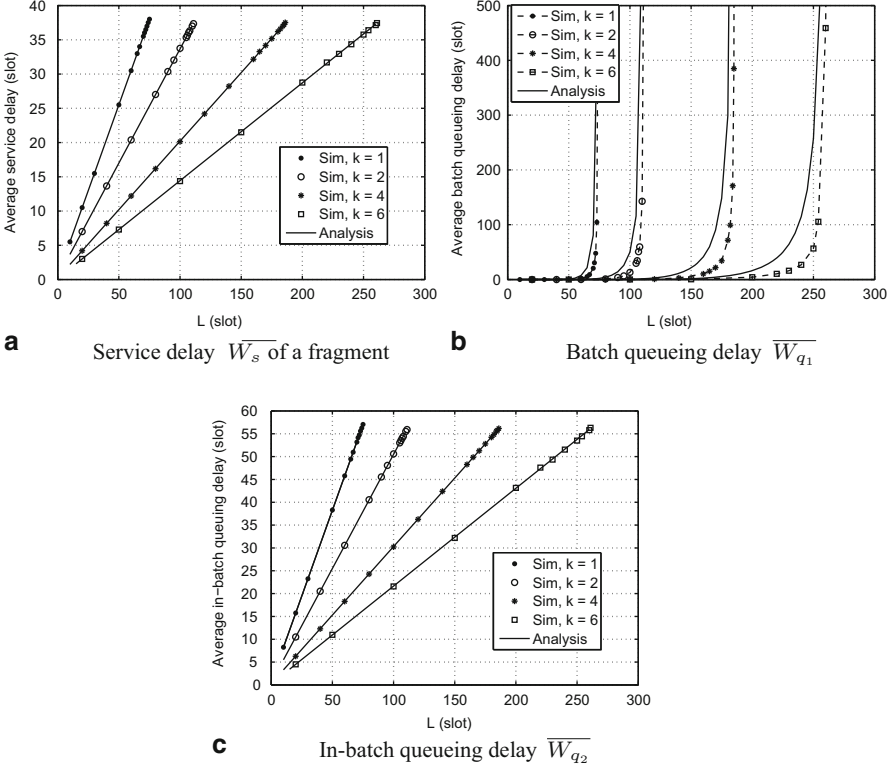 40
35
30
25
20
15
10
5
0
Average service delay (slot)
0 50 100 150 200 250 300
L (slot)
Sim, k = 1
Sim, k = 2
Sim, k = 4
Sim, k = 6
Analysis
a Service delay W̅s̅ of a fragment
500
400
300
200
100
0
Average batch queueing delay (slot)
0 50 100 150 200 250 300
L (slot)
Sim, k = 1
Sim, k = 2
Sim, k = 4
Sim, k = 6
Analysis
b Batch queueing delay W̅q₁
60
55
50
45
40
35
30
25
20
15
10
5
0
Average in−batch queueing delay (slot)
0 50 100 150 200 250 300
L (slot)
Sim, k = 1
Sim, k = 2
Sim, k = 4
Sim, k = 6
Analysis
c In-batch queueing delay W̅q₂